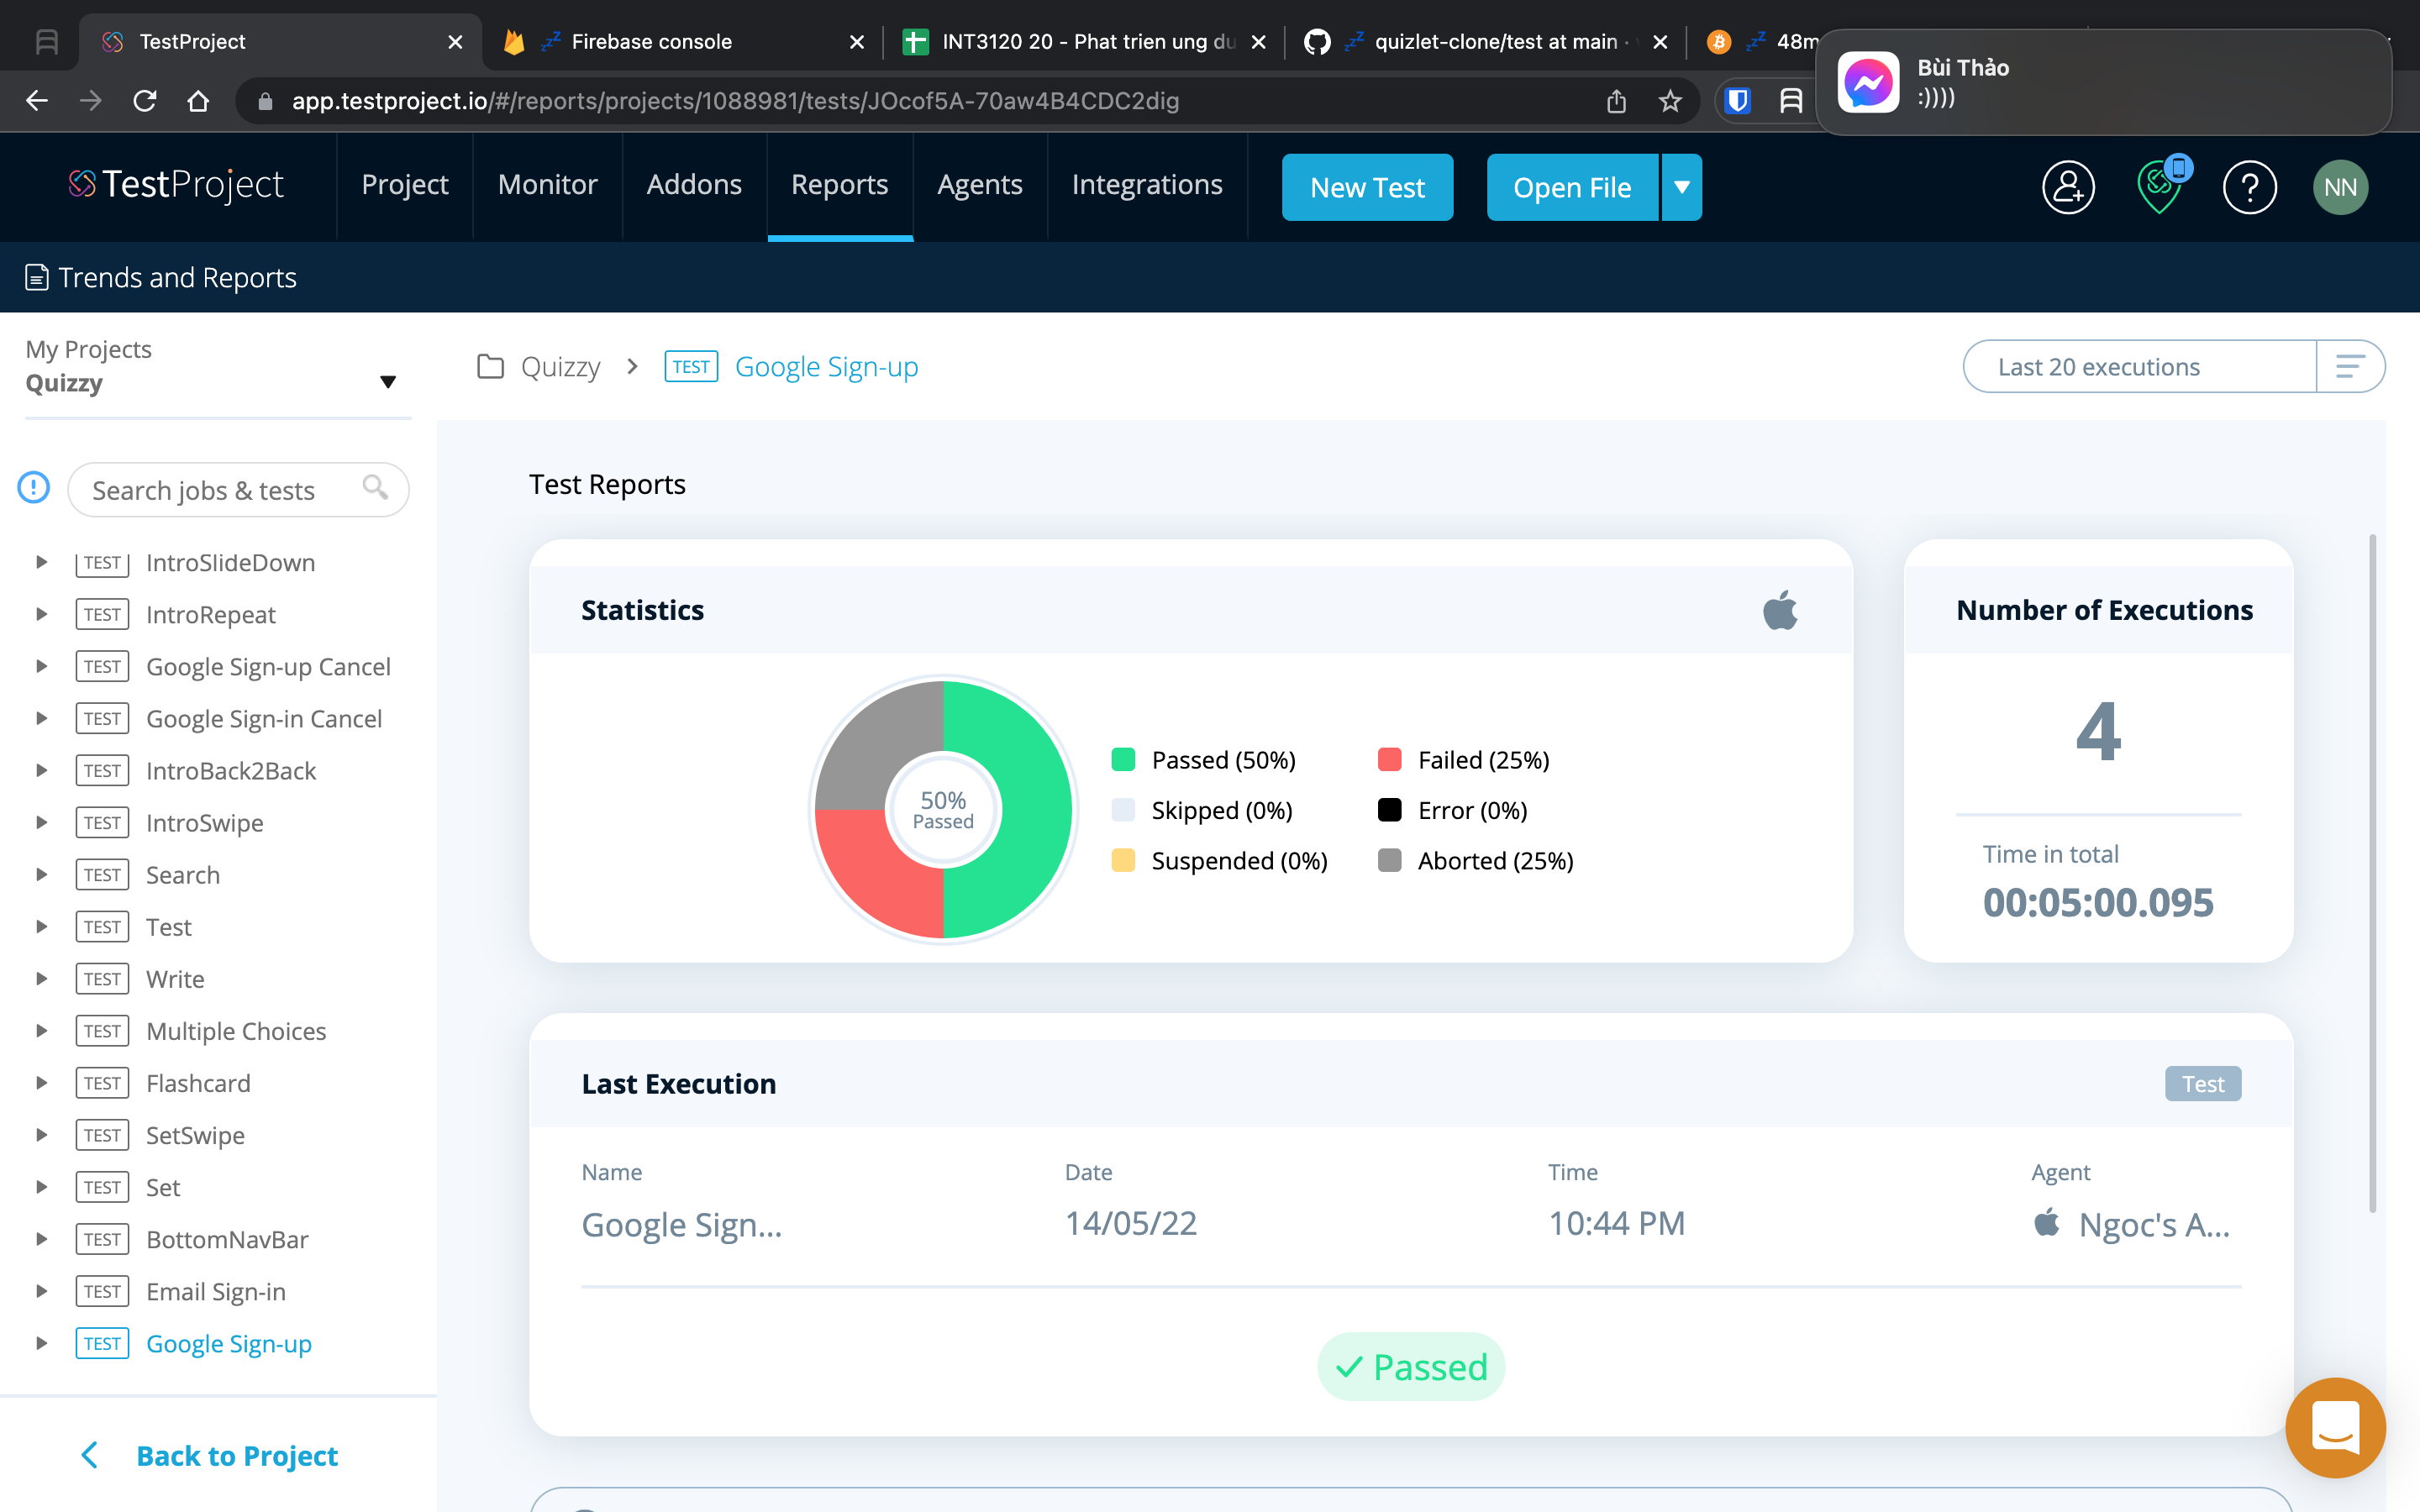 TestProject
Firebase console
INT3120 20 - Phat trien ung du
quizlet-clone/test at main ·
48m
Bùi Thảo
:))))
app.testproject.io/#/reports/projects/1088981/tests/JOcof5A-70aw4B4CDC2dig
TestProject
Project
Monitor
Addons
Reports
Agents
Integrations
New Test
Open File
NN
Trends and Reports
My Projects
Quizzy
Quizzy
TEST Google Sign-up
Last 20 executions
Search jobs & tests
TEST IntroSlideDown
TEST IntroRepeat
TEST Google Sign-up Cancel
TEST Google Sign-in Cancel
TEST IntroBack2Back
TEST IntroSwipe
TEST Search
TEST Test
TEST Write
TEST Multiple Choices
TEST Flashcard
TEST SetSwipe
TEST Set
TEST BottomNavBar
TEST Email Sign-in
TEST Google Sign-up
Back to Project
Test Reports
Statistics
50%
Passed
Passed (50%)
Failed (25%)
Skipped (0%)
Error (0%)
Suspended (0%)
Aborted (25%)
Number of Executions
4
Time in total
00:05:00.095
Last Execution
Test
Name
Date
Time
Agent
Google Sign...
14/05/22
10:44 PM
Ngoc's A...
Passed